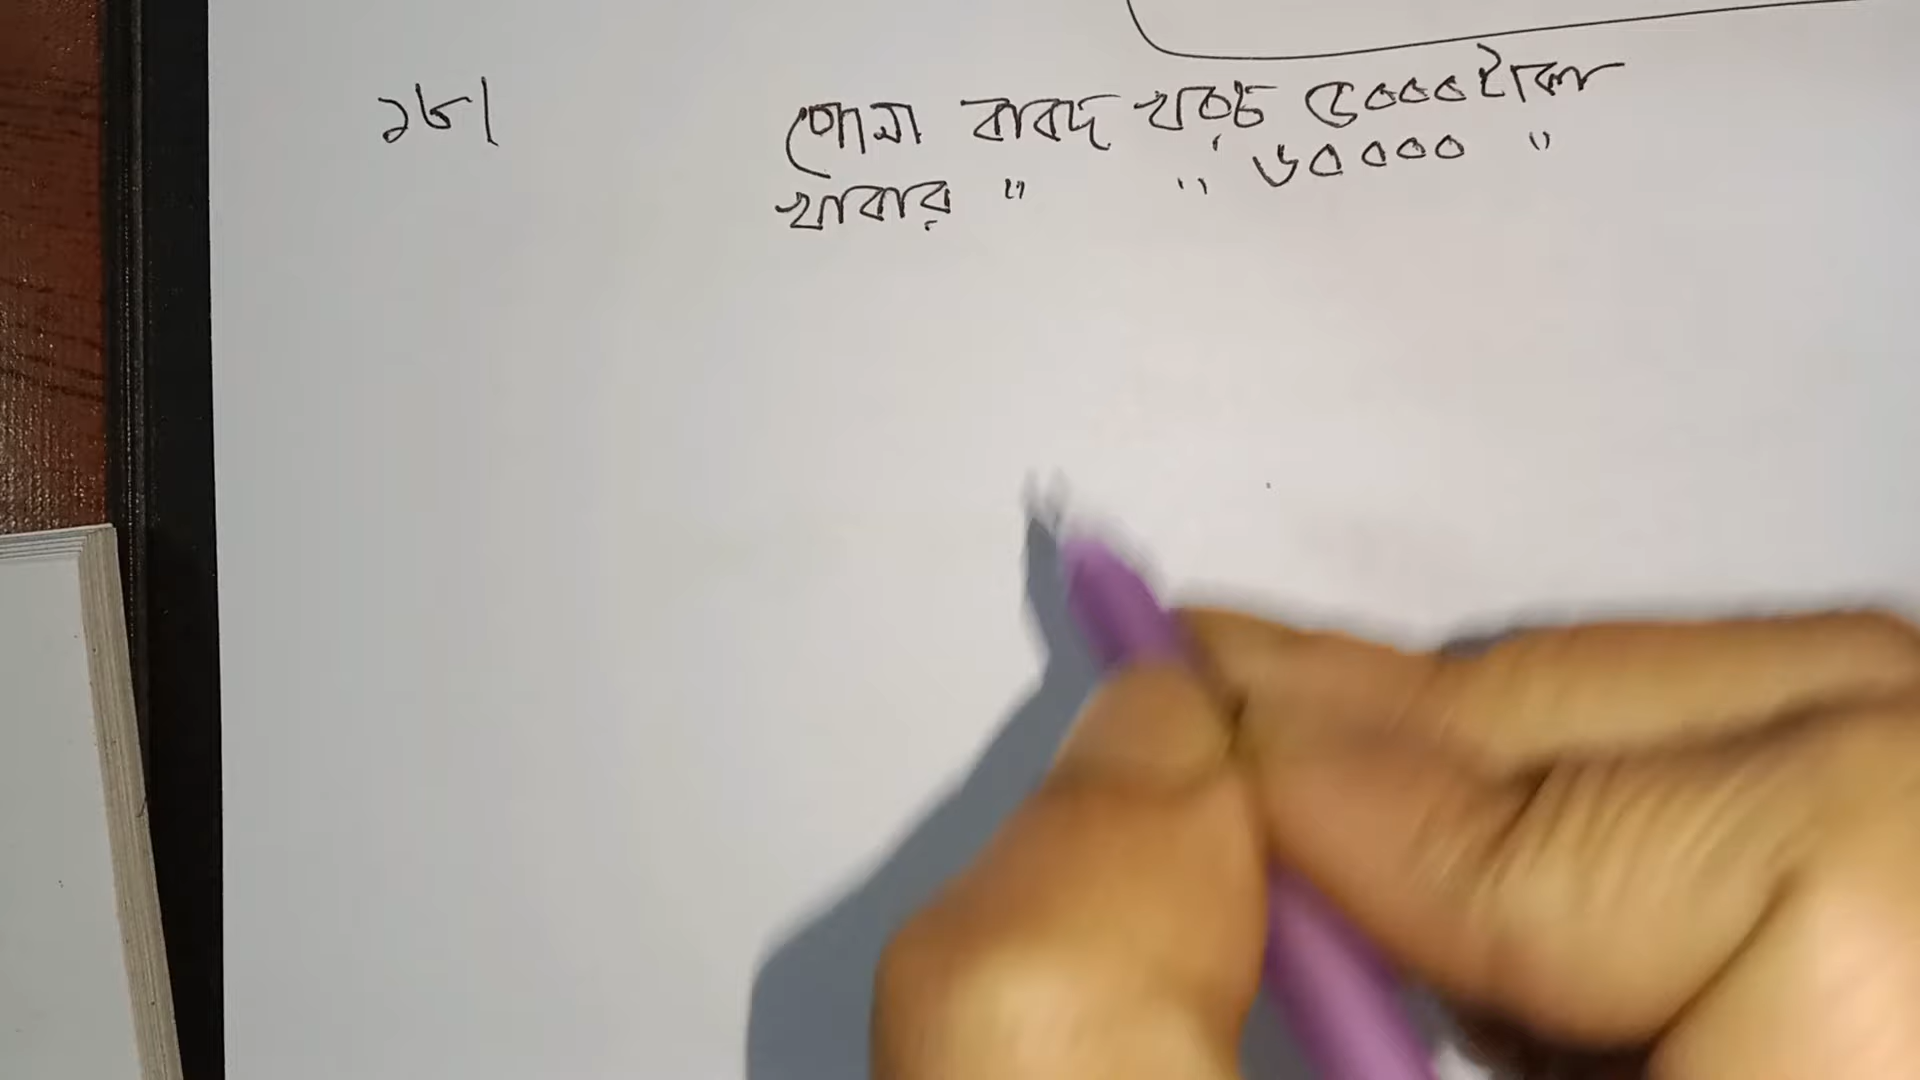 ১৮।
পোনা বাবদ খরচ ৫০০০ টাকা
খাবার " " ৬০০০০ "